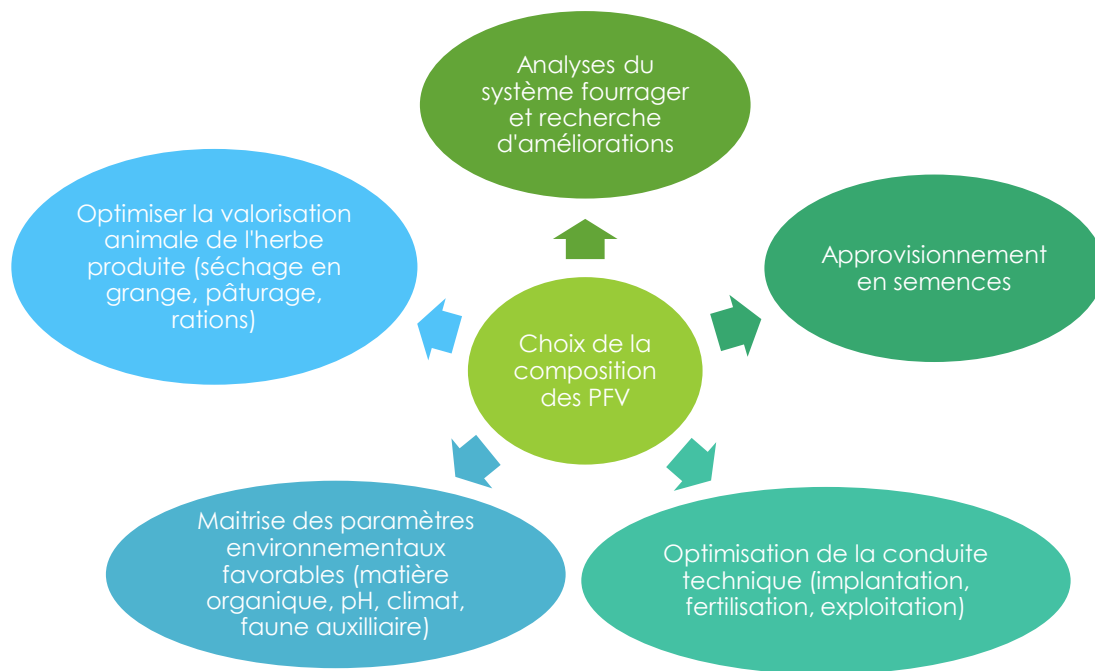 Analyses du
système fourrager
et recherche
d'améliorations
Optimiser la valorisation
animale de l'herbe
produite (séchage en
grange, pâturage,
rations)
Approvisionnement
en semences
Choix de la
composition
des PFV
Maitrise des paramètres
environnementaux
favorables (matière
organique, pH, climat,
faune auxilliaire)
Optimisation de la conduite
technique (implantation,
fertilisation, exploitation)